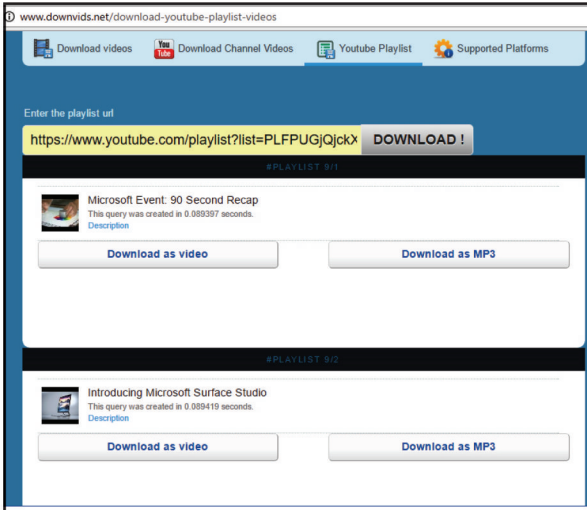 www.downvids.net/download-youtube-playlist-videos
Download videos
You Tube
Download Channel Videos
Youtube Playlist
Supported Platforms
Enter the playlist url
https://www.youtube.com/playlist?list=PLFPUGjQjckX
DOWNLOAD !
#PLAYLIST 9/1
Microsoft Event: 90 Second Recap
This query was created in 0.089397 seconds.
Description
Download as video
Download as MP3
#PLAYLIST 9/2
Introducing Microsoft Surface Studio
This query was created in 0.089419 seconds.
Description
Download as video
Download as MP3